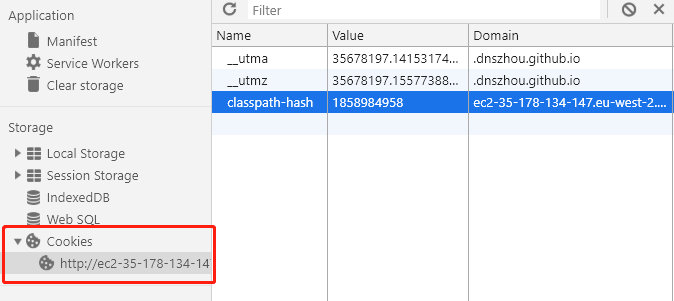 Application
Manifest
Service Workers
Clear storage
Storage
Local Storage
Session Storage
IndexedDB
Web SQL
Cookies
http://ec2-35-178-134-14
Filter
Name Value Domain
__utma 35678197.14153174... .dnszhou.github.io
__utmz 35678197.15577388... .dnszhou.github.io
classpath-hash 1858984958 ec2-35-178-134-147.eu-west-2....